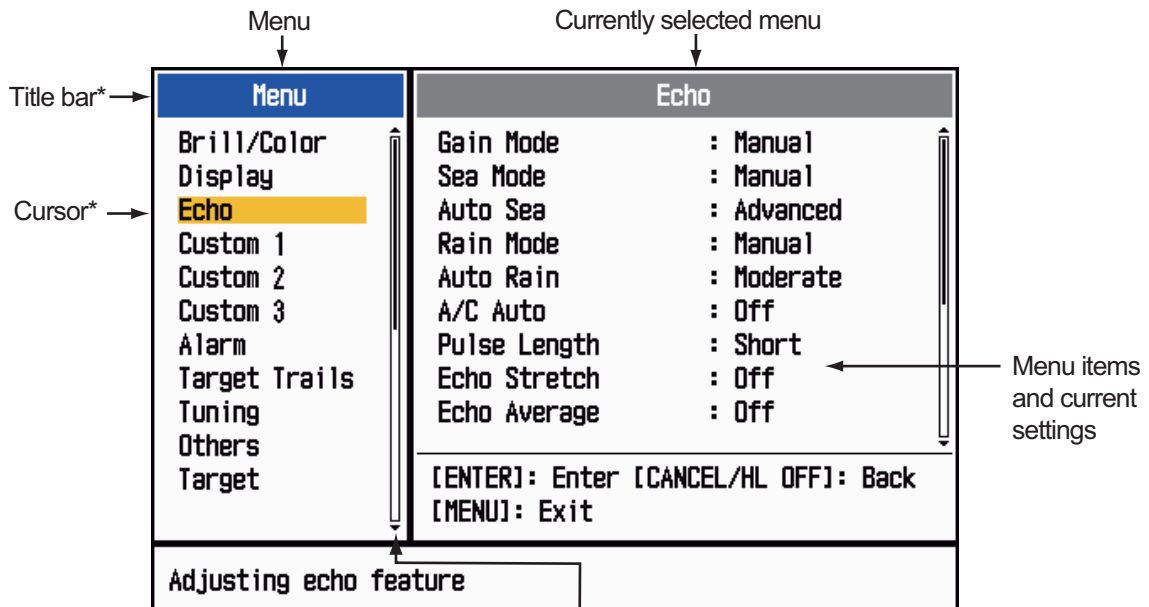 Menu
Currently selected menu
Title bar*
Menu
Echo
Cursor*
Brill/Color
Display
Echo
Custom 1
Custom 2
Custom 3
Alarm
Target Trails
Tuning
Others
Target
Gain Mode : Manual
Sea Mode : Manual
Auto Sea : Advanced
Rain Mode : Manual
Auto Rain : Moderate
A/C Auto : Off
Pulse Length : Short
Echo Stretch : Off
Echo Average : Off
Menu items
and current
settings
[ENTER]: Enter [CANCEL/HL OFF]: Back
[MENU]: Exit
Adjusting echo feature